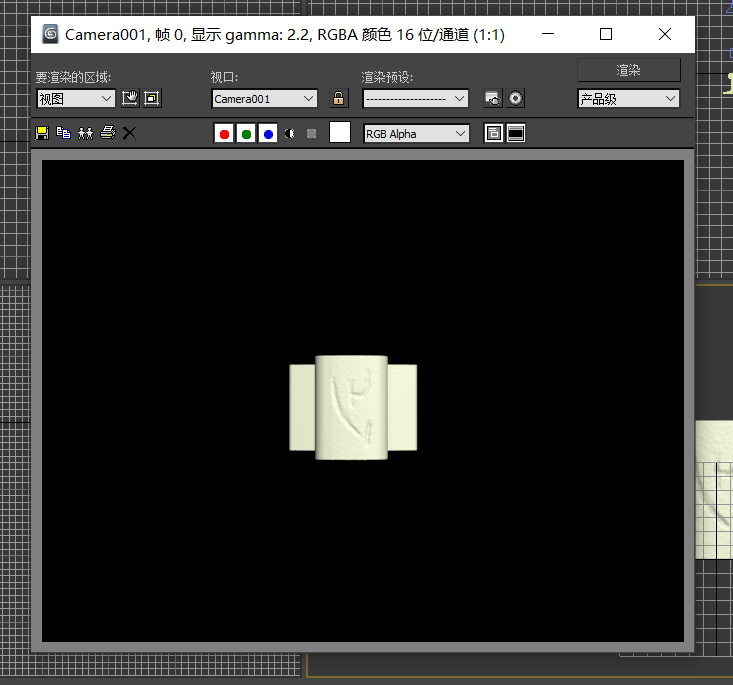 Camera001, 帧 0, 显示 gamma: 2.2, RGBA 颜色 16 位/通道 (1:1)
要渲染的区域: 视口: 渲染预设: 渲染
视图 Camera001 -------------------- 产品级
RGB Alpha